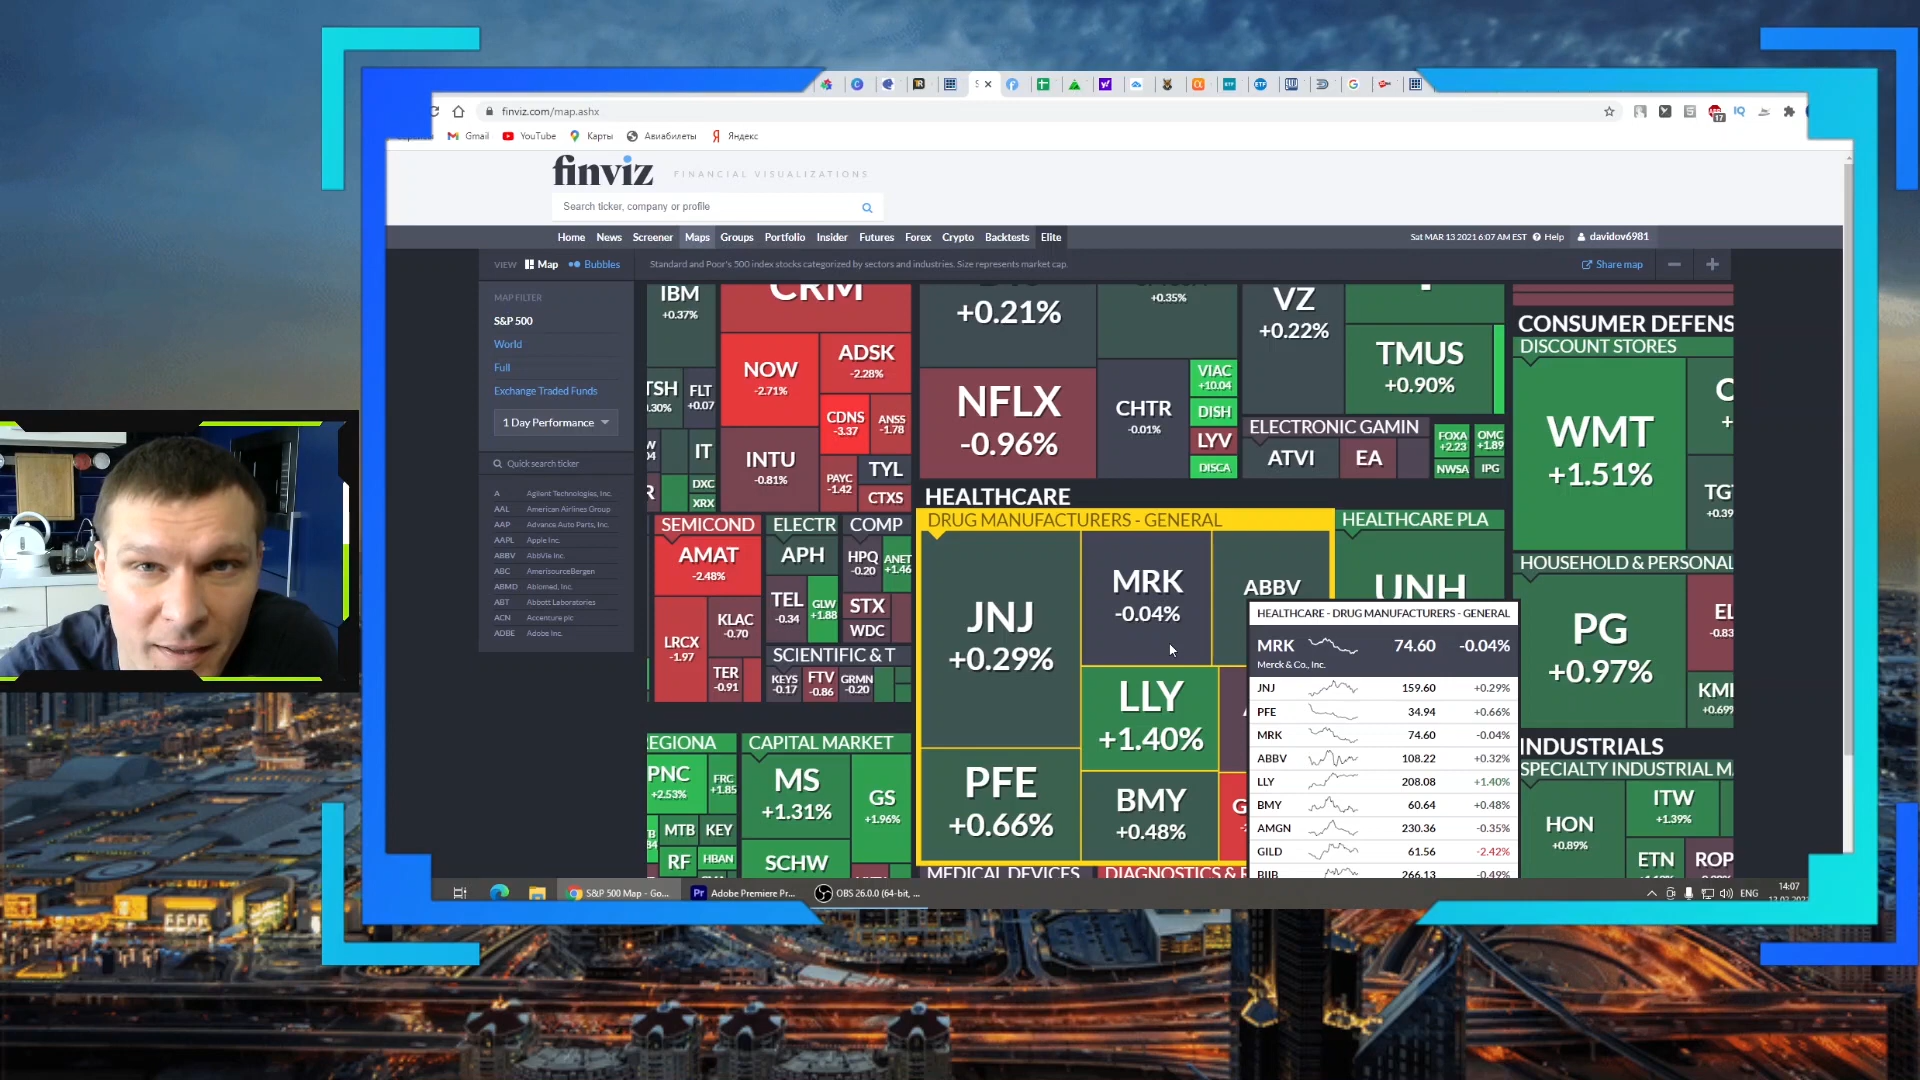 finviz.com/map.ashx
Gmail
YouTube
Карты
Авиабилеты
Яндекс
finviz
FINANCIAL VISUALIZATIONS
Search ticker, company or profile
Home News Screener Maps Groups Portfolio Insider Futures Forex Crypto Backtests Elite
Sat MAR 13 2021 6:07 AM EST Help davidov6981
VIEW Map Bubbles
Standard and Poor's 500 index stocks categorized by sectors and industries. Size represents market cap.
Share map
MAP FILTER
S&P 500
World
Full
Exchange Traded Funds
1 Day Performance
Quick search ticker
A Agilent Technologies, Inc.
AAL American Airlines Group
AAP Advance Auto Parts, Inc.
AAPL Apple Inc.
ABBV AbbVie Inc.
ABC AmerisourceBergen
ABMD Abiomed, Inc.
ABT Abbott Laboratories
ACN Accenture plc
ADBE Adobe Inc.
IBM
+0.37%
CRM
NOW
-2.71%
ADSK
-2.28%
FLT
+0.07
CDNS
-3.37
ANSS
-1.78
IT
INTU
-0.81%
PAYC
-1.42
TYL
CTXS
DXC
XRX
SEMICOND
AMAT
-2.48%
LRCX
-1.97
KLAC
-0.70
TER
-0.91
ELECTR
APH
TEL
-0.34
GLW
+1.88
COMP
HPQ
-0.20
ANET
+1.46
STX
WDC
SCIENTIFIC & T
KEYS
-0.17
FTV
-0.86
GRMN
-0.20
EGIONA
PNC
+2.53%
FRC
+1.85
MTB
KEY
RF
HBAN
CAPITAL MARKET
MS
+1.31%
GS
+1.96%
SCHW
+0.21%
+0.35%
NFLX
-0.96%
CHTR
-0.01%
VIAC
+10.04
DISH
LYV
DISCA
VZ
+0.22%
TMUS
+0.90%
ELECTRONIC GAMIN
ATVI
EA
FOXA
+2.23
OMC
+1.89
NWSA
IPG
HEALTHCARE
DRUG MANUFACTURERS - GENERAL
JNJ
+0.29%
MRK
-0.04%
ABBV
LLY
+1.40%
PFE
+0.66%
BMY
+0.48%
MEDICAL DEVICES
DIAGNOSTICS & R
HEALTHCARE PLA
UNH
HEALTHCARE - DRUG MANUFACTURERS - GENERAL
MRK 74.60 -0.04%
Merck & Co., Inc.
JNJ 159.60 +0.29%
PFE 34.94 +0.66%
MRK 74.60 -0.04%
ABBV 108.22 +0.32%
LLY 208.08 +1.40%
BMY 60.64 +0.48%
AMGN 230.36 -0.35%
GILD 61.56 -2.42%
BIIB 266.13 -0.49%
CONSUMER DEFENS
DISCOUNT STORES
WMT
+1.51%
HOUSEHOLD & PERSONAL
PG
+0.97%
INDUSTRIALS
SPECIALTY INDUSTRIAL M
HON
+0.89%
ITW
+1.39%
ETN
ROP
S&P 500 Map - Go...
Adobe Premiere Pr...
OBS 26.0.0 (64-bit, ...
ENG
14:07